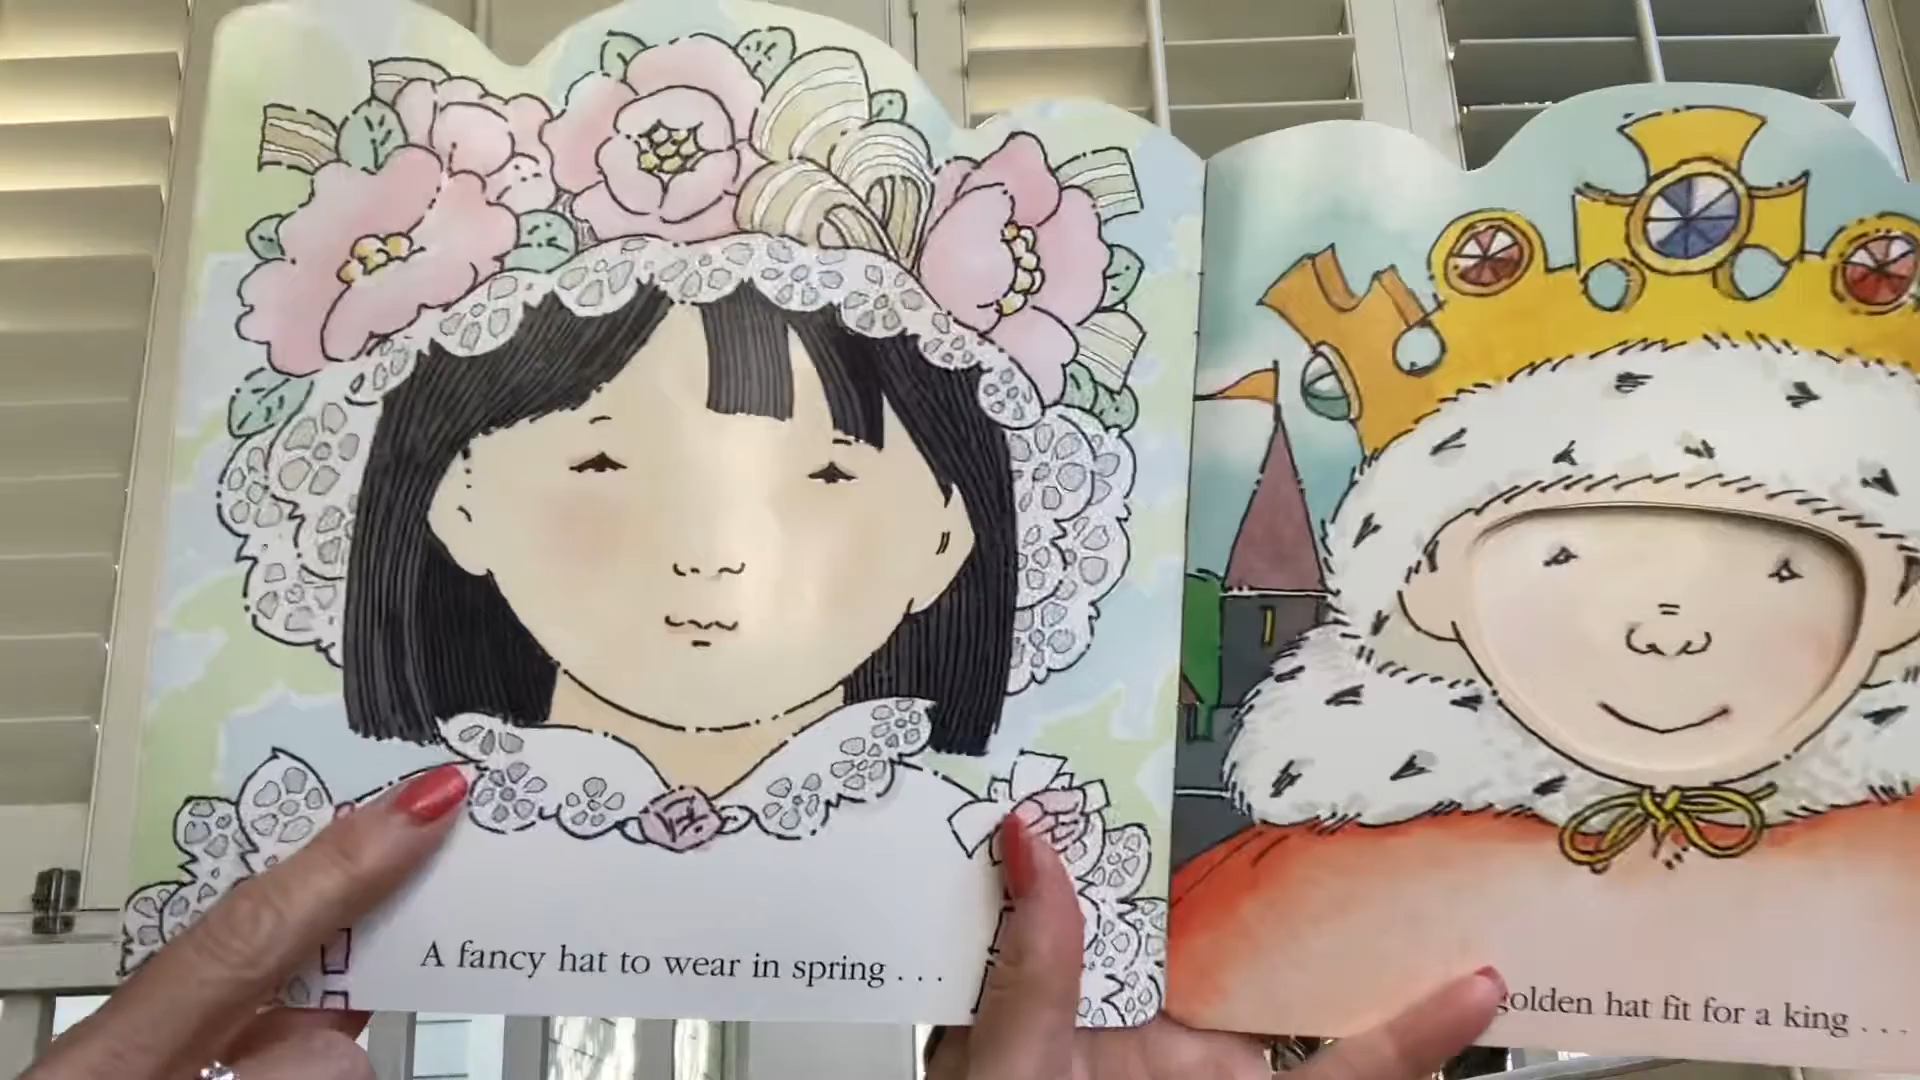 A fancy hat to wear in spring . . .
golden hat fit for a king . . .